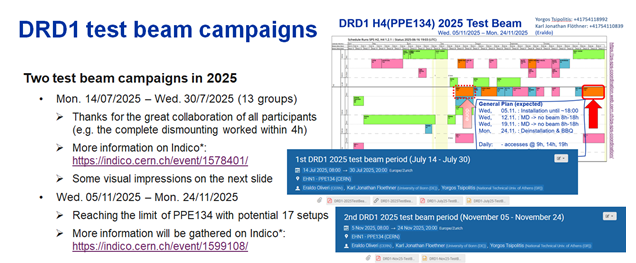 DRD1 test beam campaigns
Two test beam campaigns in 2025
• Mon. 14/07/2025 – Wed. 30/7/2025 (13 groups)
➢ Thanks for the great collaboration of all participants
(e.g. the complete dismounting worked within 4h)
➢ More information on Indico*:
https://indico.cern.ch/event/1578401/
➢ Some visual impressions on the next slide
• Wed. 05/11/2025 – Mon. 24/11/2025
➢ Reaching the limit of PPE134 with potential 17 setups
➢ More information will be gathered on Indico*:
https://indico.cern.ch/event/1599108/
DRD1 H4(PPE134) 2025 Test Beam
Wed. 05/11/2025 – Mon. 24/11/2025
Yorgos Tsipolitis: +41754118992
Karl Jonathan Flöthner: +41754110839
(Eraldo)
General Plan (expected)
Wed, 05.11. : Installation until ~18:00
Wed, 12.11. : MD -> no beam 8h-18h
Wed, 19.11. : MD -> no beam 8h-18h
Mon, 24.11. : Deinstallation & BBQ
Daily: - accesses @ 9h, 14h, 19h
1st DRD1 2025 test beam period (July 14 - July 30)
14 Jul 2025, 08:00 → 30 Jul 2025, 20:00 Europe/Zurich
EHN1 - PPE134 (CERN)
Eraldo Oliveri (CERN), Karl Jonathan Floethner (University of Bonn (DE)), Yorgos Tsipolitis (National Technical Univ. of Athens (GR))
2nd DRD1 2025 test beam period (November 05 - November 24)
5 Nov 2025, 08:00 → 24 Nov 2025, 20:00 Europe/Zurich
EHN1 - PPE134 (CERN)
Eraldo Oliveri (CERN), Karl Jonathan Floethner (University of Bonn (DE)), Yorgos Tsipolitis (National Technical Univ. of Athens (GR))